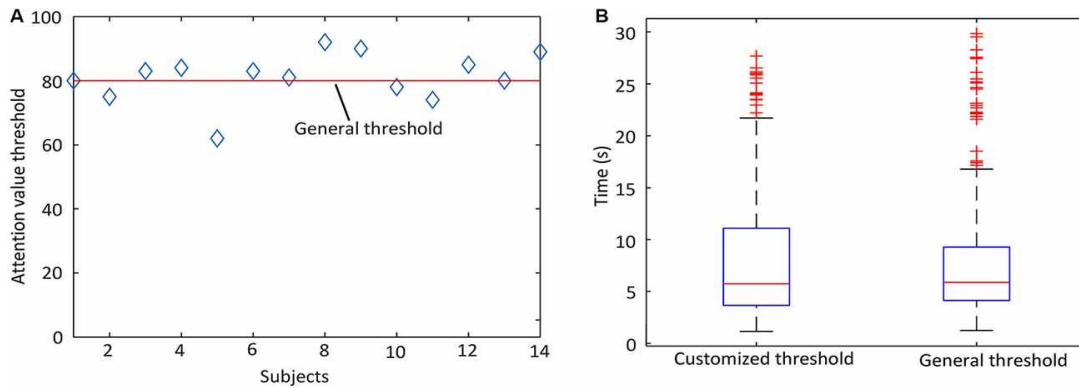 A
100
80
60
40
20
0
Attention value threshold
General threshold
2 4 6 8 10 12 14
Subjects
B
30
25
20
15
10
5
0
Time (s)
Customized threshold General threshold